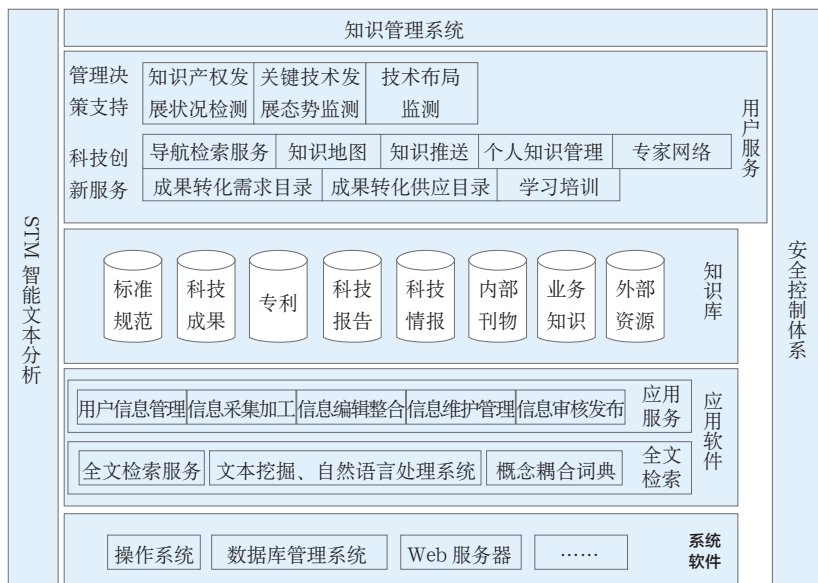 知识管理系统
管理决
策支持
知识产权发
展状况检测
关键技术发
展态势监测
技术布局
监测
科技创
新服务
导航检索服务
知识地图
知识推送
个人知识管理
专家网络
成果转化需求目录
成果转化供应目录
学习培训
用户服务
STM 智能文本分析
安全控制体系
标准
规范
科技
成果
专利
科技
报告
科技
情报
内部
刊物
业务
知识
外部
资源
知识库
用户信息管理
信息采集加工
信息编辑整合
信息维护管理
信息审核发布
应用
服务
全文检索服务
文本挖掘、自然语言处理系统
概念耦合词典
全文
检索
应用软件
操作系统
数据库管理系统
Web 服务器
……
系统
软件